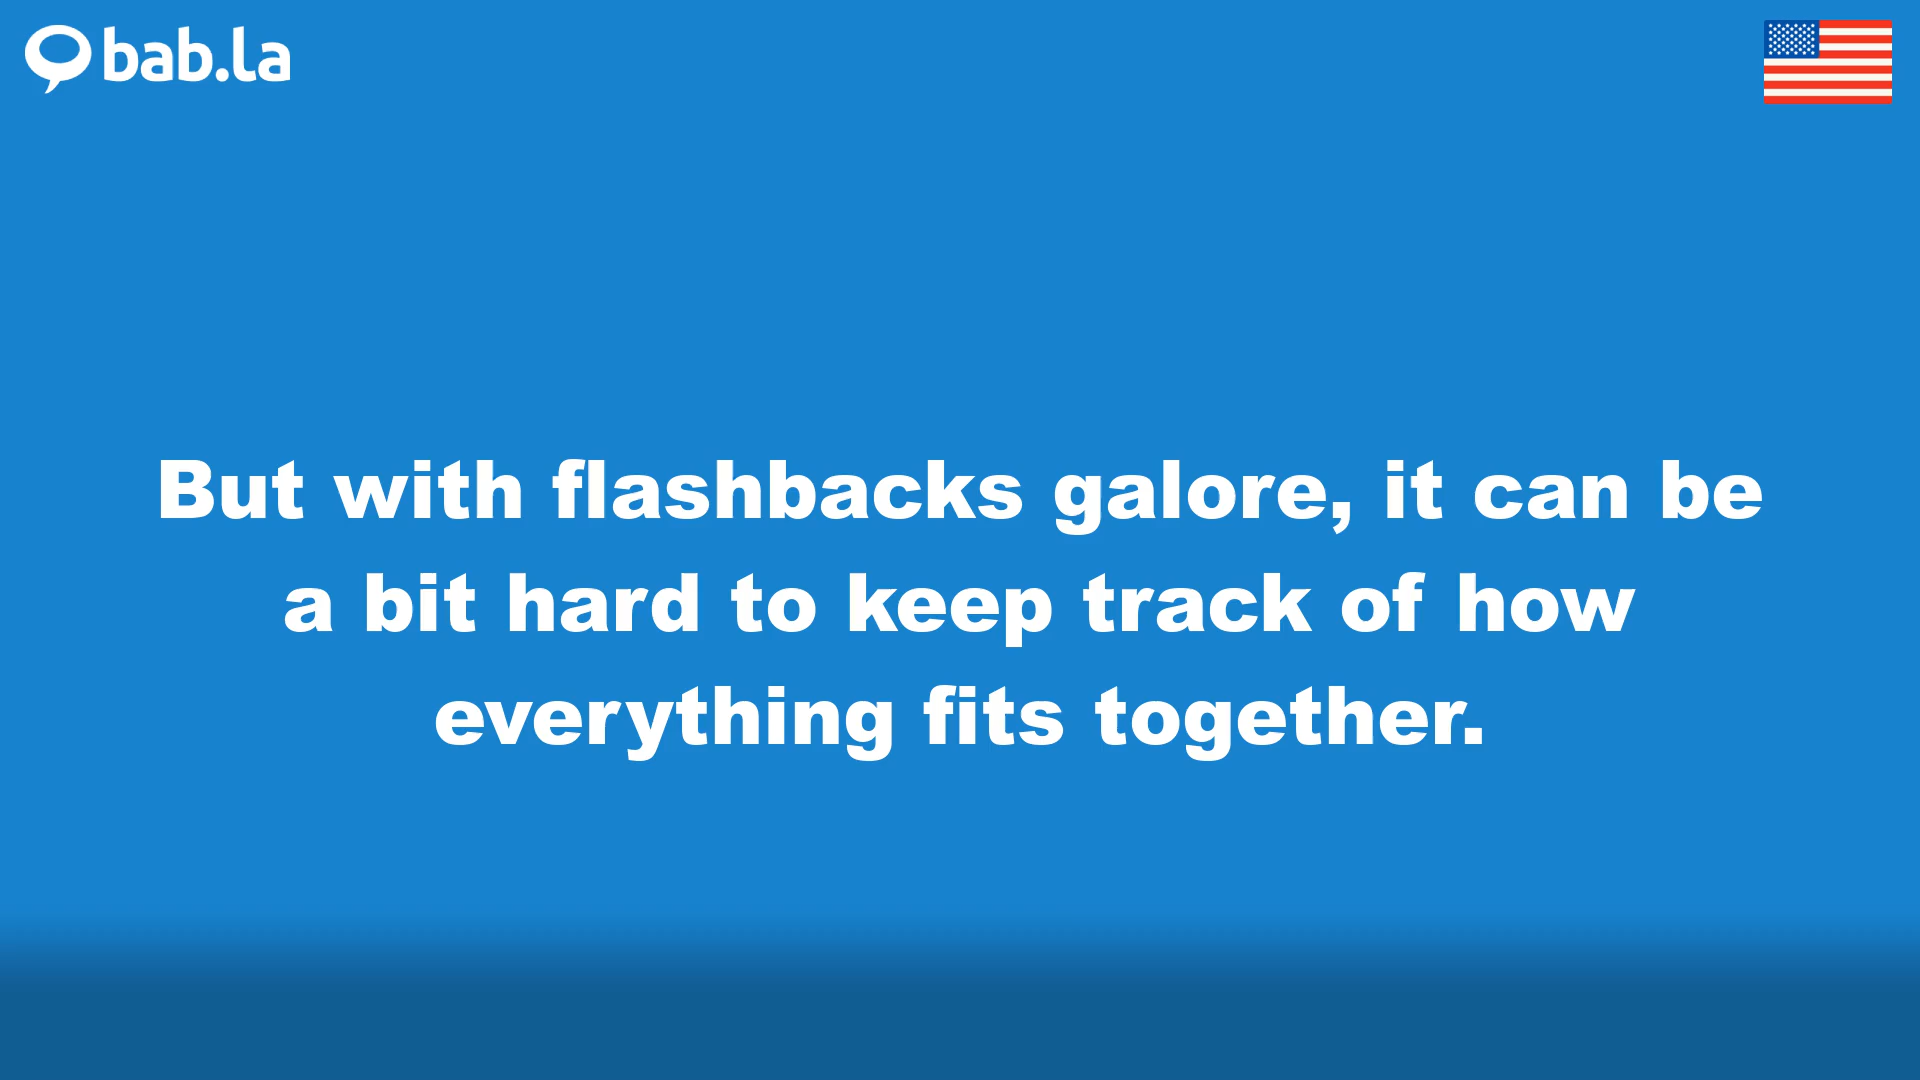 bab.la
But with flashbacks galore, it can be
a bit hard to keep track of how
everything fits together.